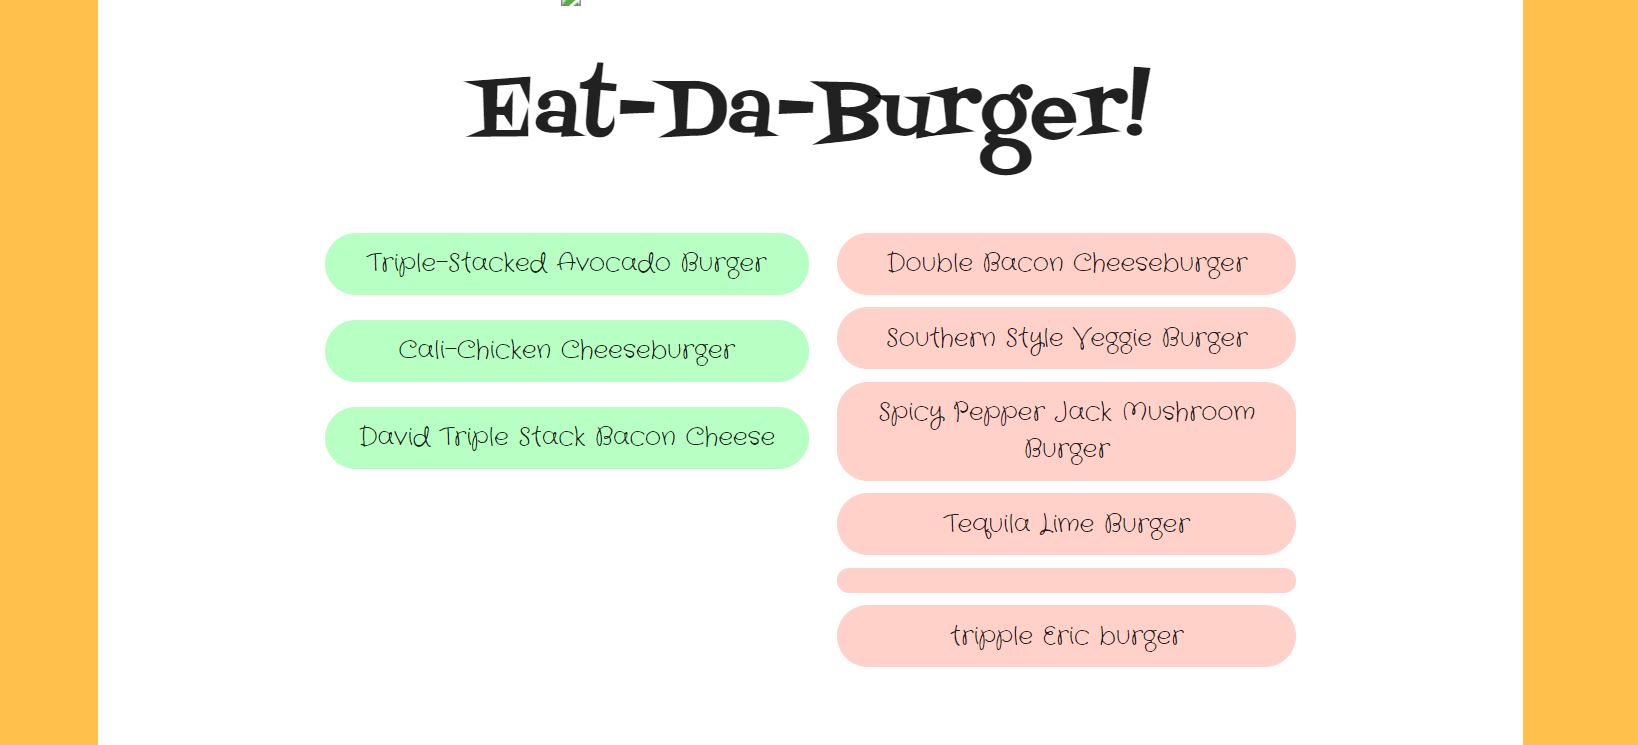 Eat-Da-Burger!
Triple-Stacked Avocado Burger
Cali-Chicken Cheeseburger
David Triple Stack Bacon Cheese
Double Bacon Cheeseburger
Southern Style Veggie Burger
Spicy Pepper Jack Mushroom
Burger
Tequila Lime Burger
tripple Eric burger